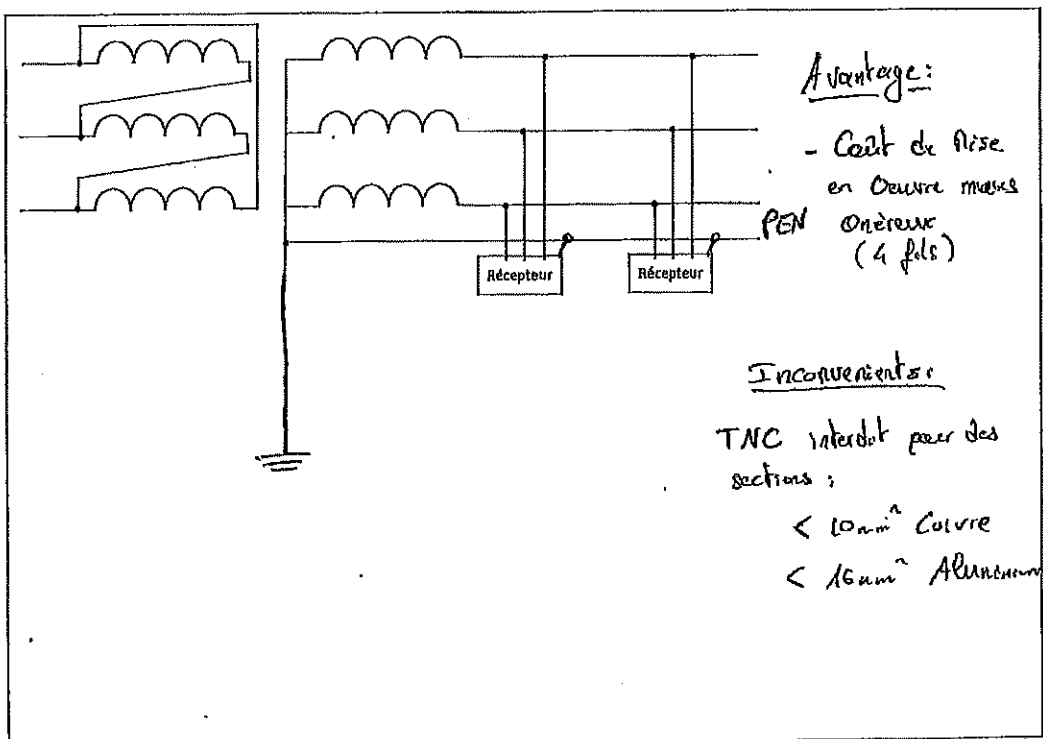 Avantage:
- Coût de Mise
en Oeuvre moins
PEN Onéreux
(4 fils)
Récepteur
Récepteur
Inconvenients:
TNC interdit pour des
sections :
< 10mm² Cuivre
< 16mm² Aluminium